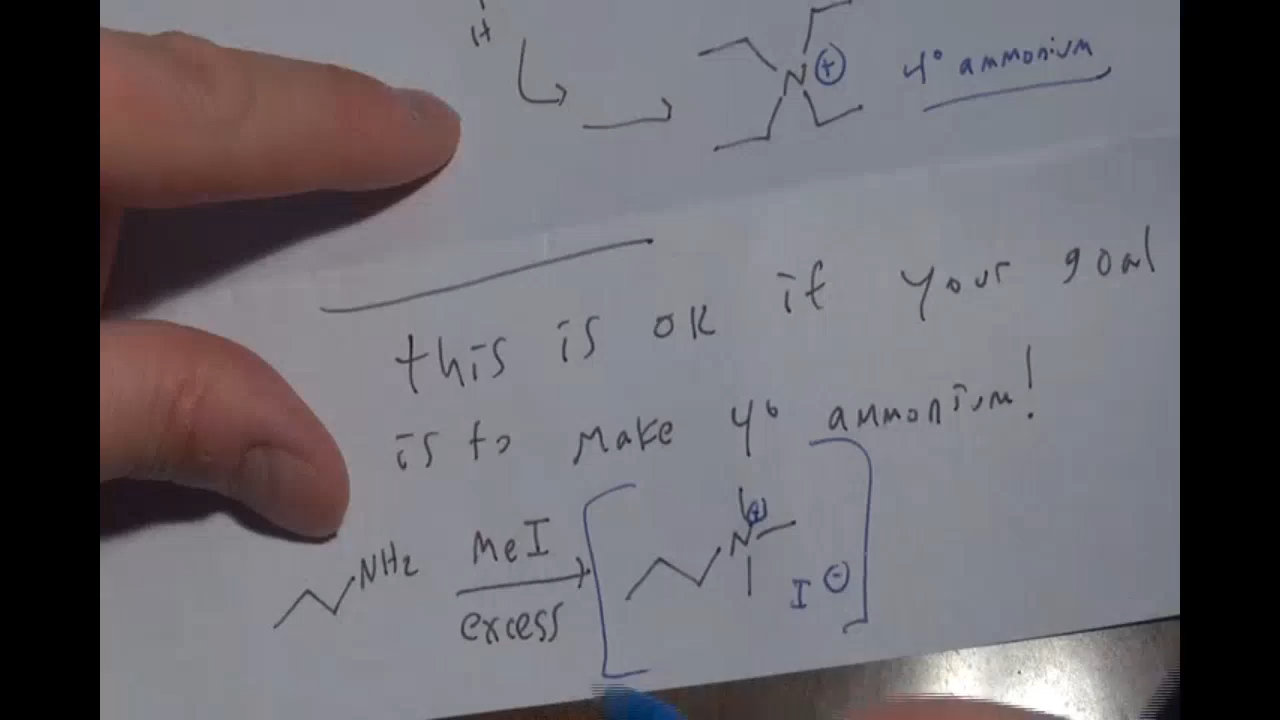 H
N ⊕ 4° ammonium
this is ok if your goal
is to make 4° ammonium!
NH2 MeI excess N ⊕ I ⊖